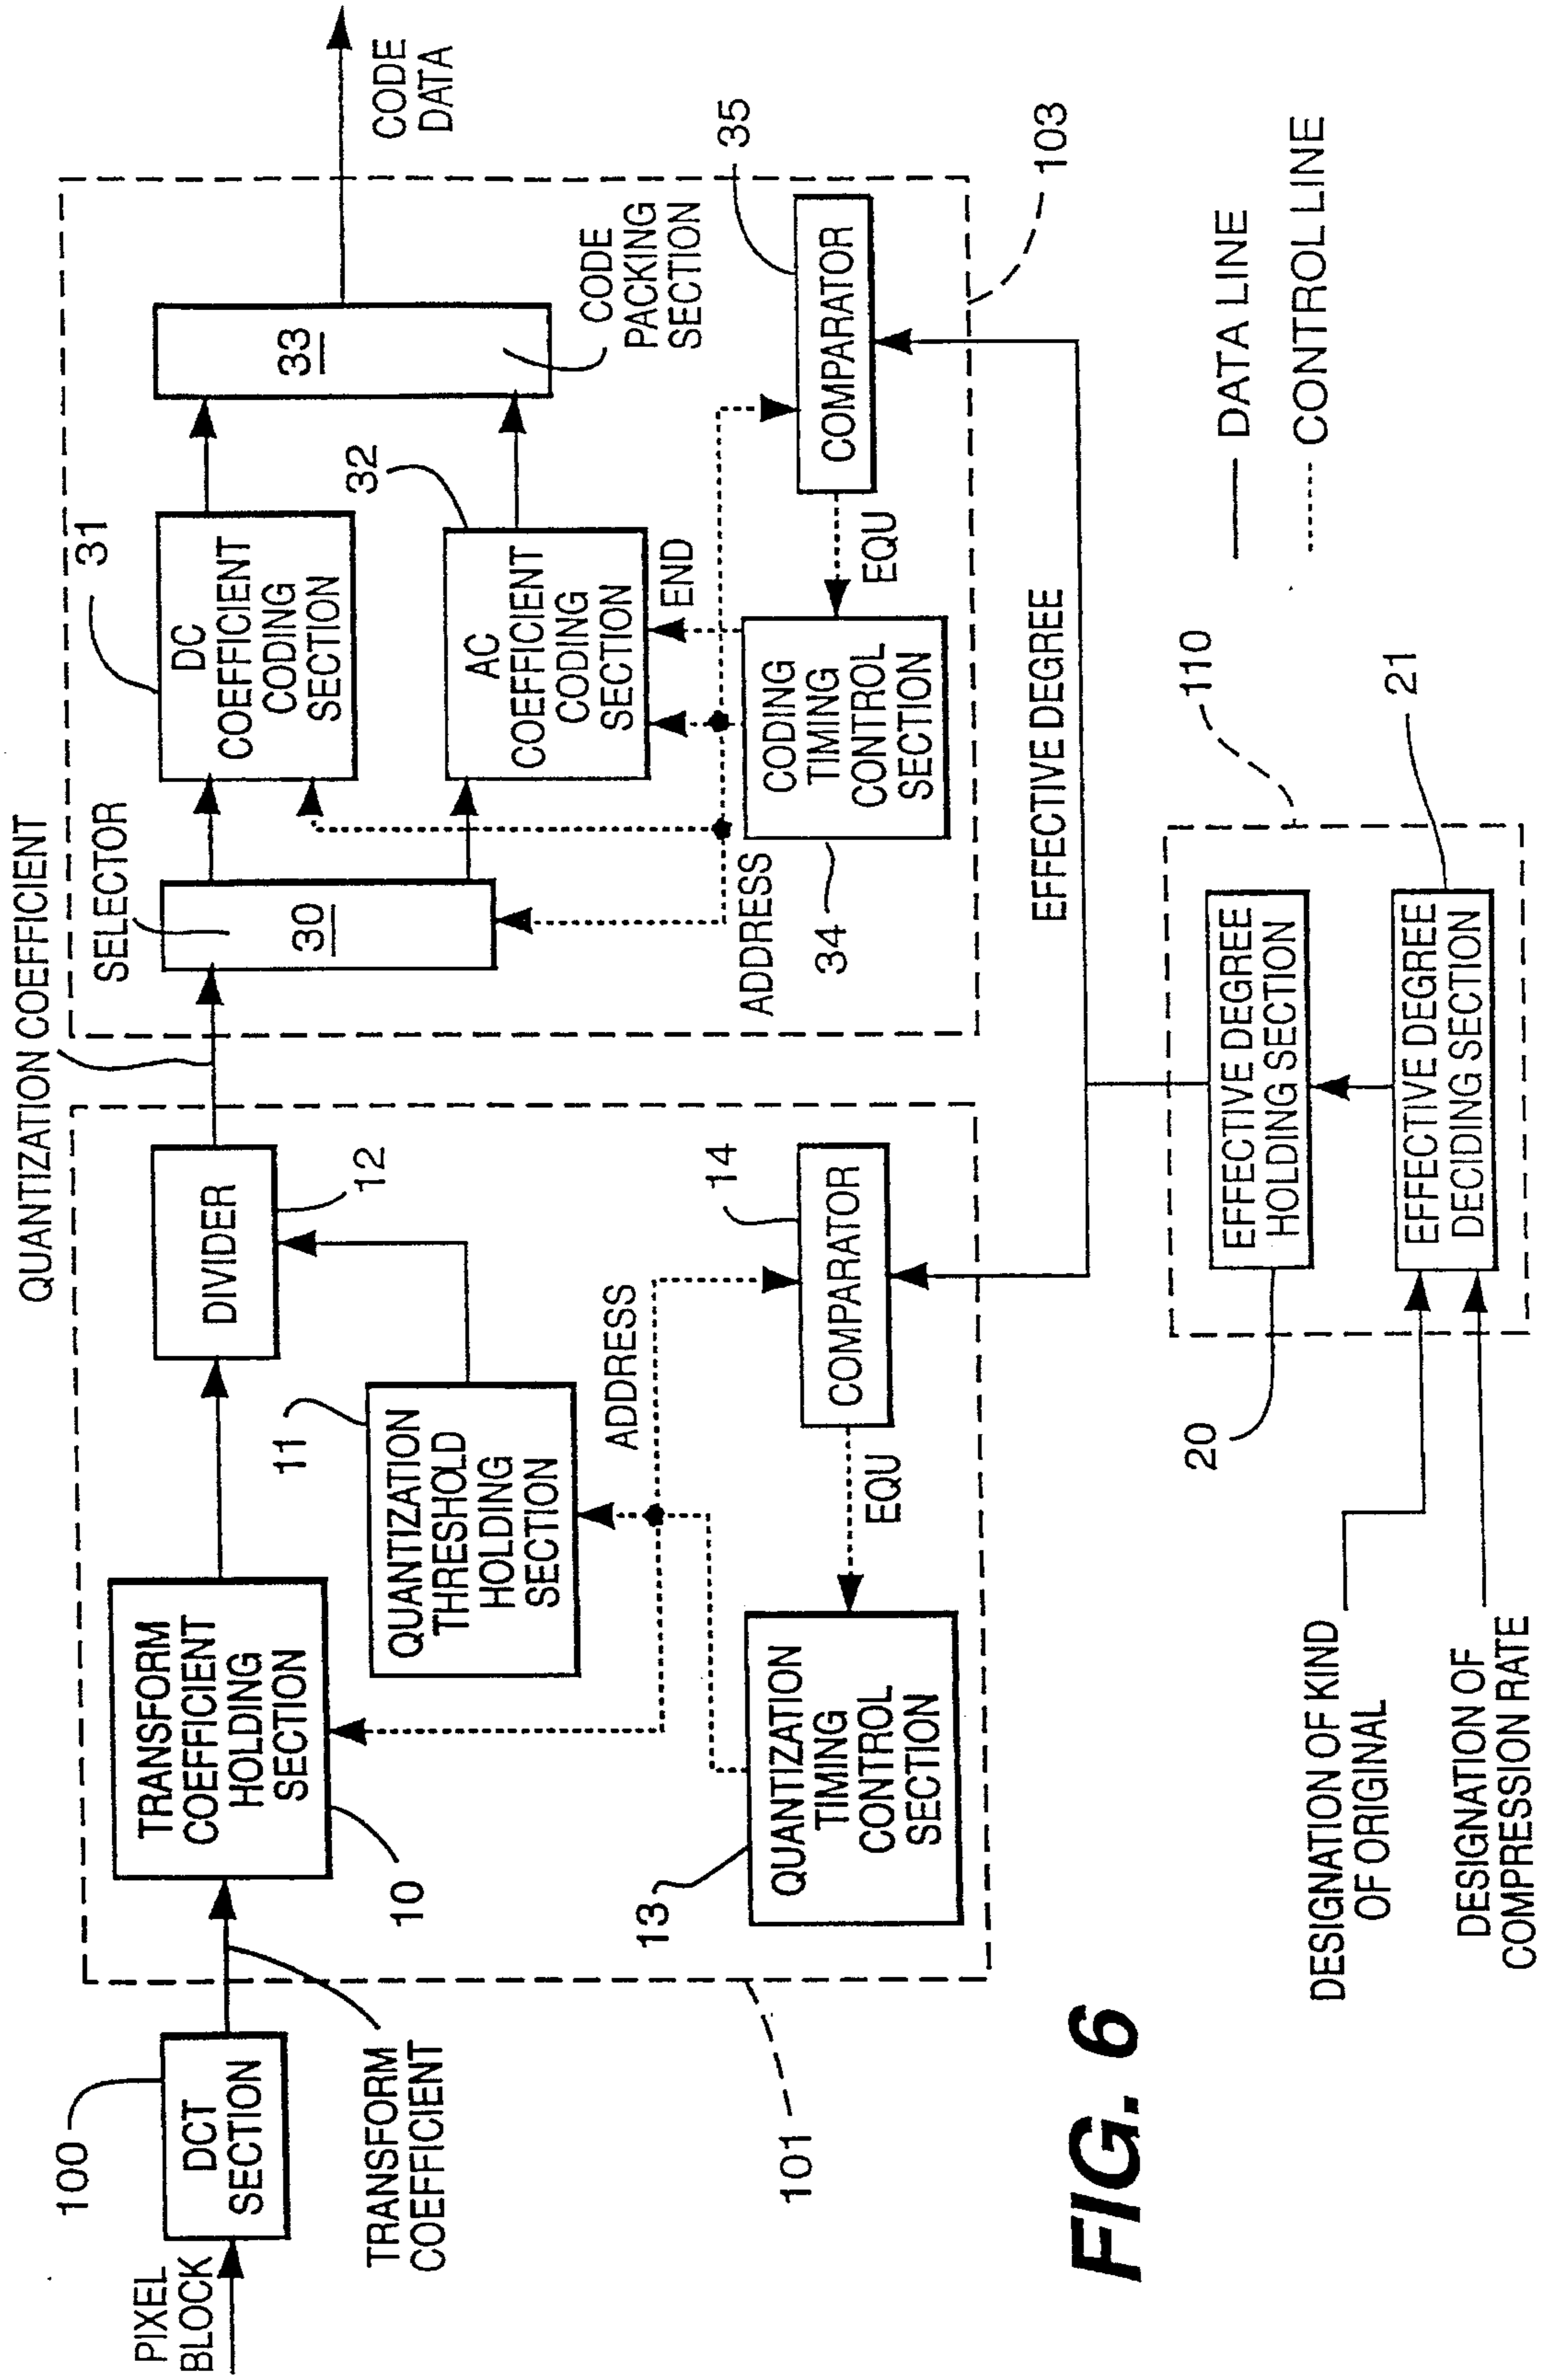 PIXEL
BLOCK
100
DCT
SECTION
TRANSFORM
COEFFICIENT
101
TRANSFORM
COEFFICIENT
HOLDING
SECTION
10
QUANTIZATION
THRESHOLD
HOLDING
SECTION
11
DIVIDER
12
QUANTIZATION COEFFICIENT
ADDRESS
QUANTIZATION
TIMING
CONTROL
SECTION
13
EQU
COMPARATOR
14
SELECTOR
30
DC
COEFFICIENT
CODING
SECTION
31
AC
COEFFICIENT
CODING
SECTION
32
33
CODE
PACKING
SECTION
CODE
DATA
END
ADDRESS
CODING
TIMING
CONTROL
SECTION
34
EQU
COMPARATOR
35
103
EFFECTIVE DEGREE
110
EFFECTIVE DEGREE
HOLDING SECTION
20
EFFECTIVE DEGREE
DECIDING SECTION
21
DESIGNATION OF KIND
OF ORIGINAL
DESIGNATION OF
COMPRESSION RATE
DATA LINE
CONTROL LINE
FIG. 6